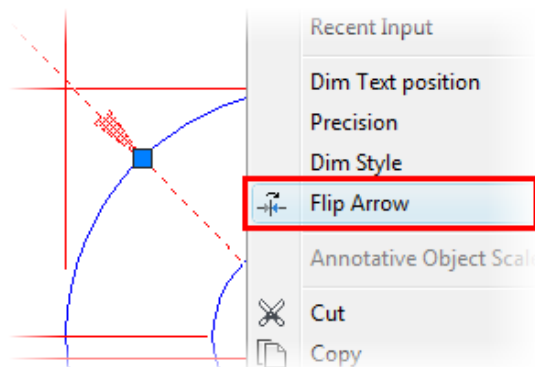 Recent Input
Dim Text position
Precision
Dim Style
Flip Arrow
Annotative Object Scal
Cut
Copy